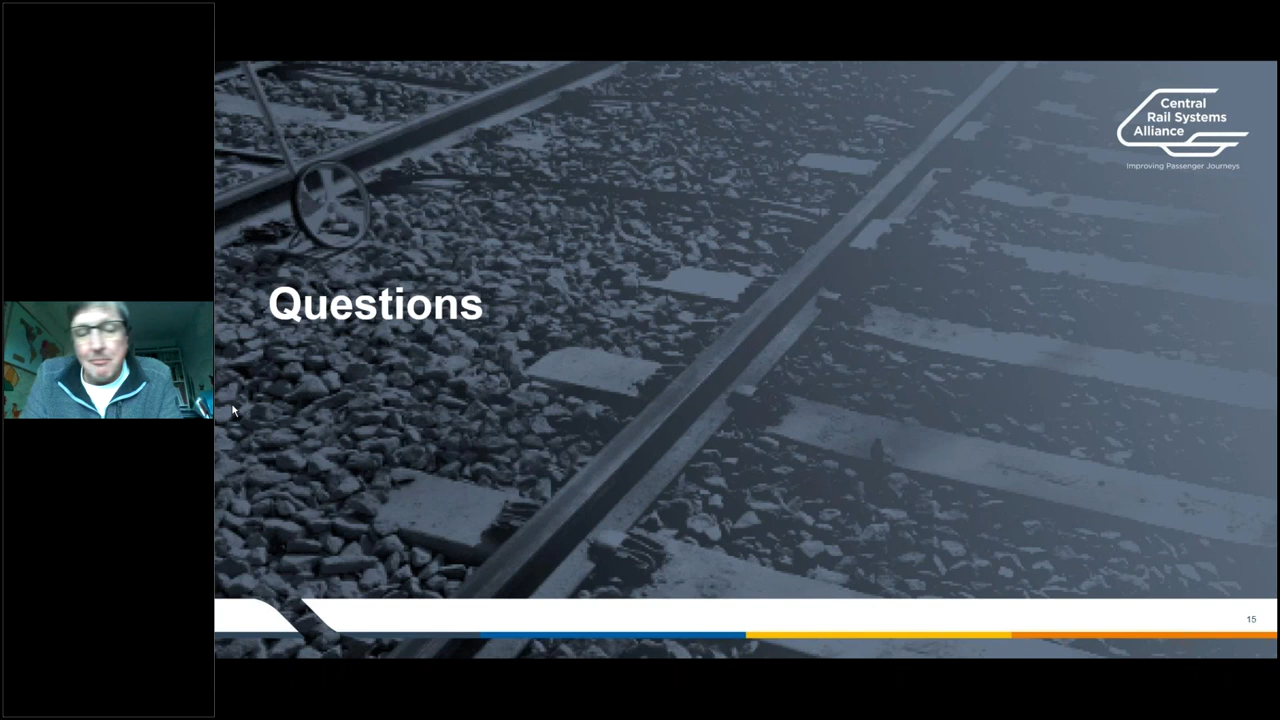 Central
Rail Systems
Alliance
Improving Passenger Journeys
Questions
15